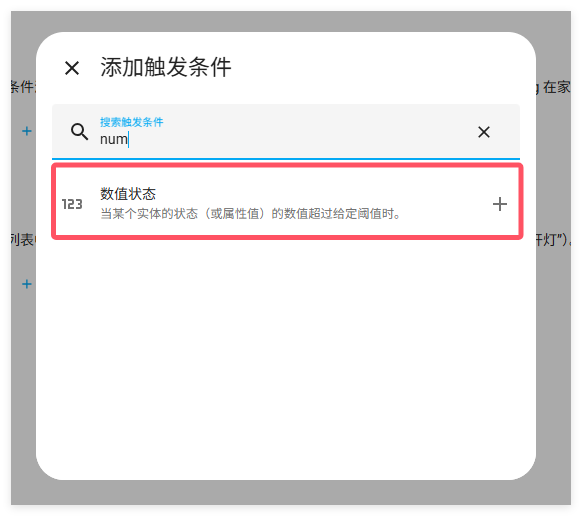 添加触发条件
条件
g 在家
搜索触发条件
num
数值状态
123
当某个实体的状态（或属性值）的数值超过给定阈值时。
列表
开灯”)。